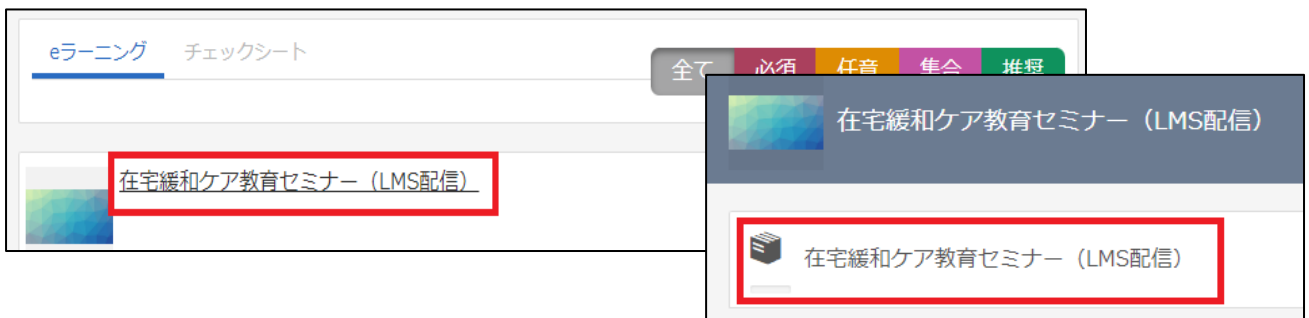 eラーニング チェックシート
全て 必須 任意 集合 推奨
在宅緩和ケア教育セミナー（LMS配信）
在宅緩和ケア教育セミナー（LMS配信）
在宅緩和ケア教育セミナー（LMS配信）